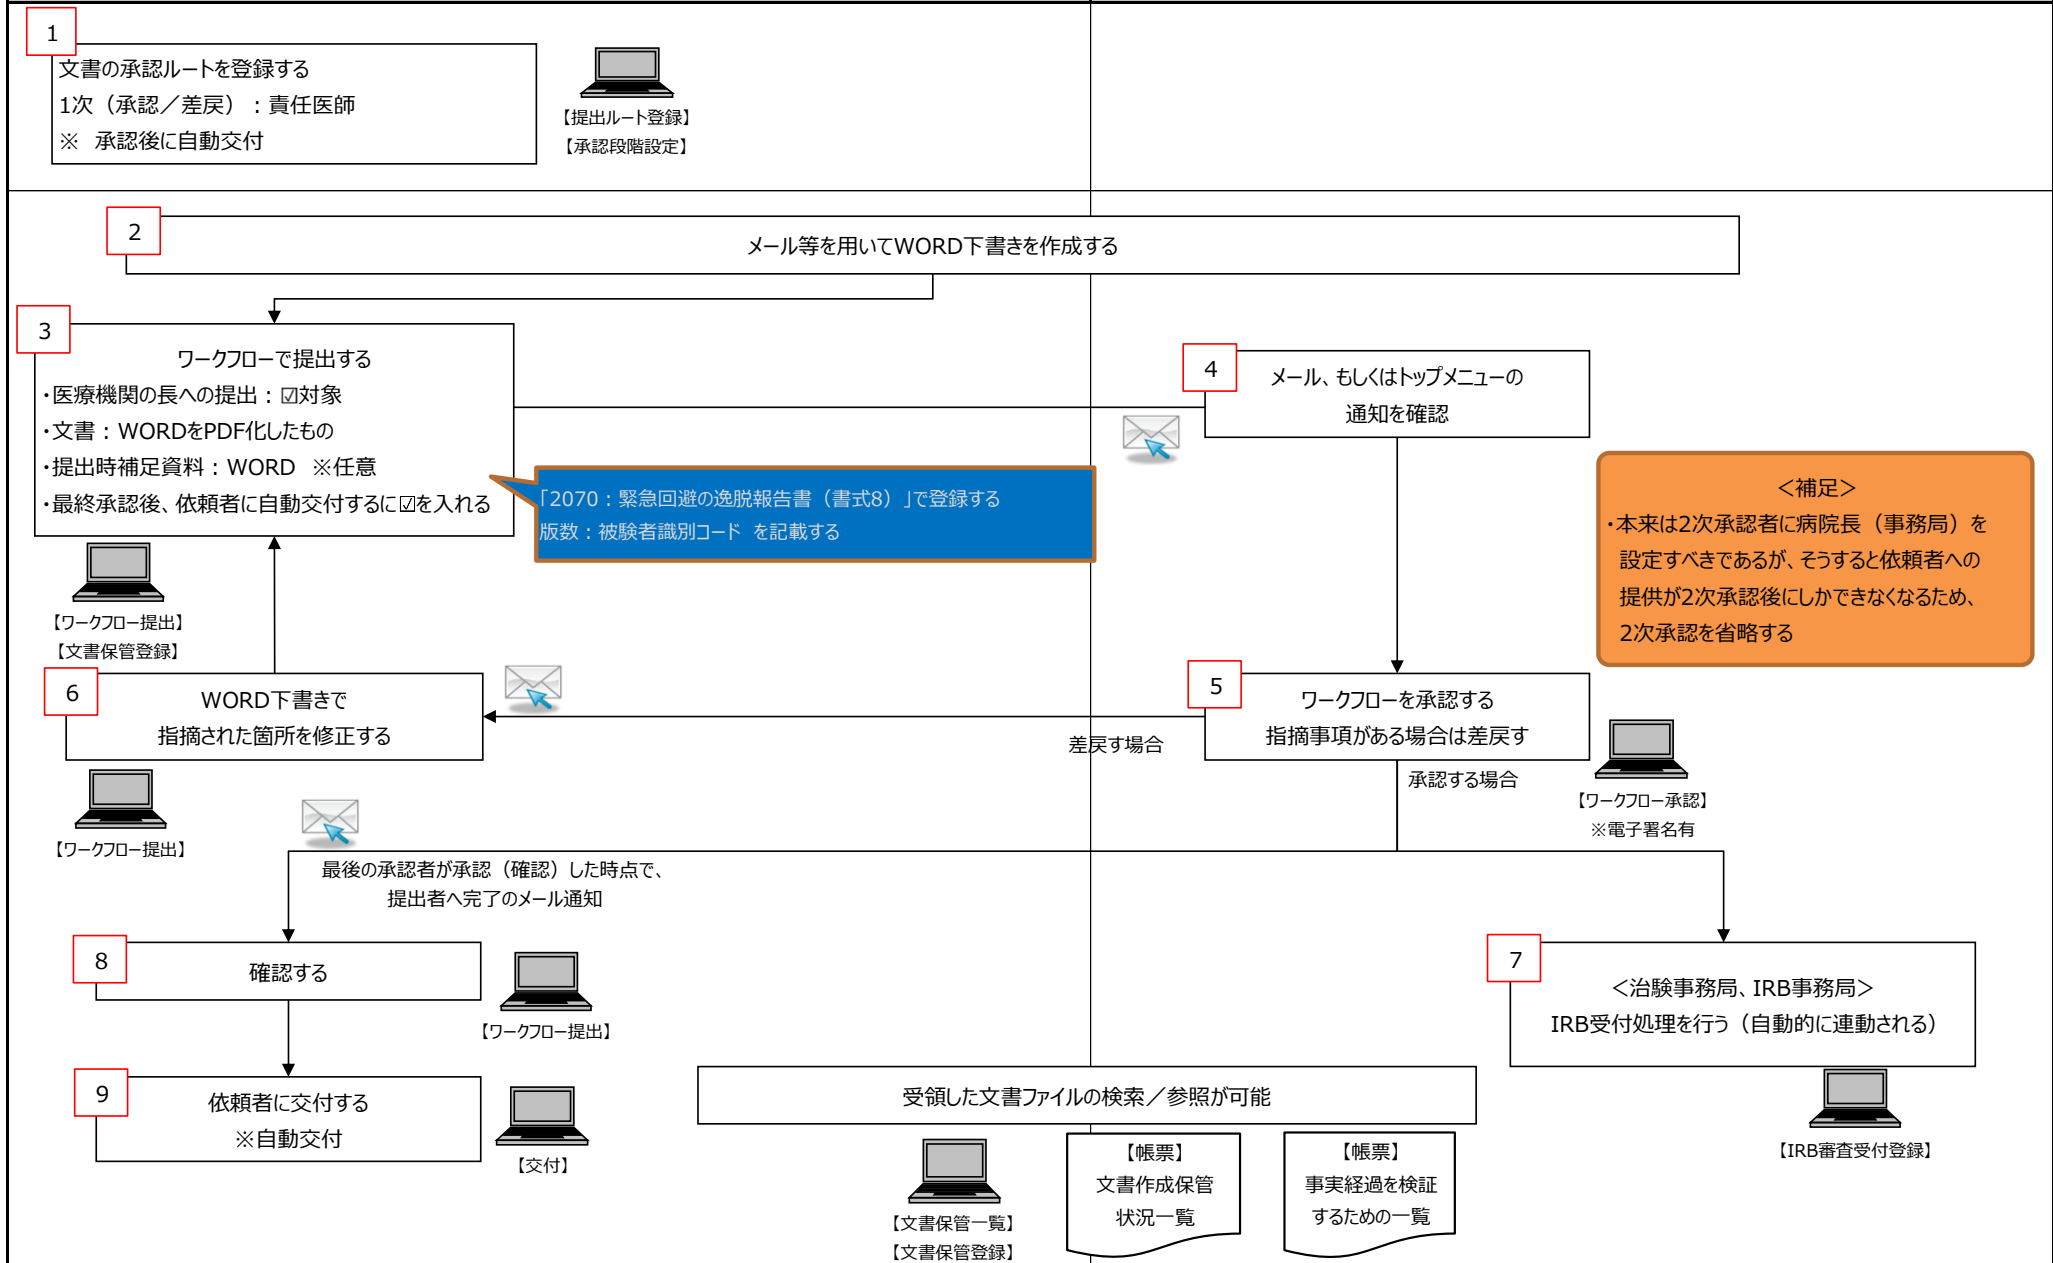 1
文書の承認ルートを登録する
1次（承認／差戻）：責任医師
※ 承認後に自動交付
【提出ルート登録】
【承認段階設定】
2
メール等を用いてWORD下書きを作成する
3
ワークフローで提出する
・医療機関の長への提出：☑対象
・文書：WORDをPDF化したもの
・提出時補足資料：WORD ※任意
・最終承認後、依頼者に自動交付するに☑を入れる
【ワークフロー提出】
【文書保管登録】
「2070：緊急回避の逸脱報告書（書式8）」で登録する
版数：被験者識別コード を記載する
4
メール、もしくはトップメニューの
通知を確認
＜補足＞
・本来は2次承認者に病院長（事務局）を
設定すべきであるが、そうすると依頼者への
提供が2次承認後にしかできなくなるため、
2次承認を省略する
5
ワークフローを承認する
指摘事項がある場合は差戻す
差戻す場合
承認する場合
【ワークフロー承認】
※電子署名有
6
WORD下書きで
指摘された箇所を修正する
【ワークフロー提出】
最後の承認者が承認（確認）した時点で、
提出者へ完了のメール通知
7
＜治験事務局、IRB事務局＞
IRB受付処理を行う（自動的に連動される）
【IRB審査受付登録】
8
確認する
【ワークフロー提出】
9
依頼者に交付する
※自動交付
【交付】
受領した文書ファイルの検索／参照が可能
【文書保管一覧】
【文書保管登録】
【帳票】
文書作成保管
状況一覧
【帳票】
事実経過を検証
するための一覧